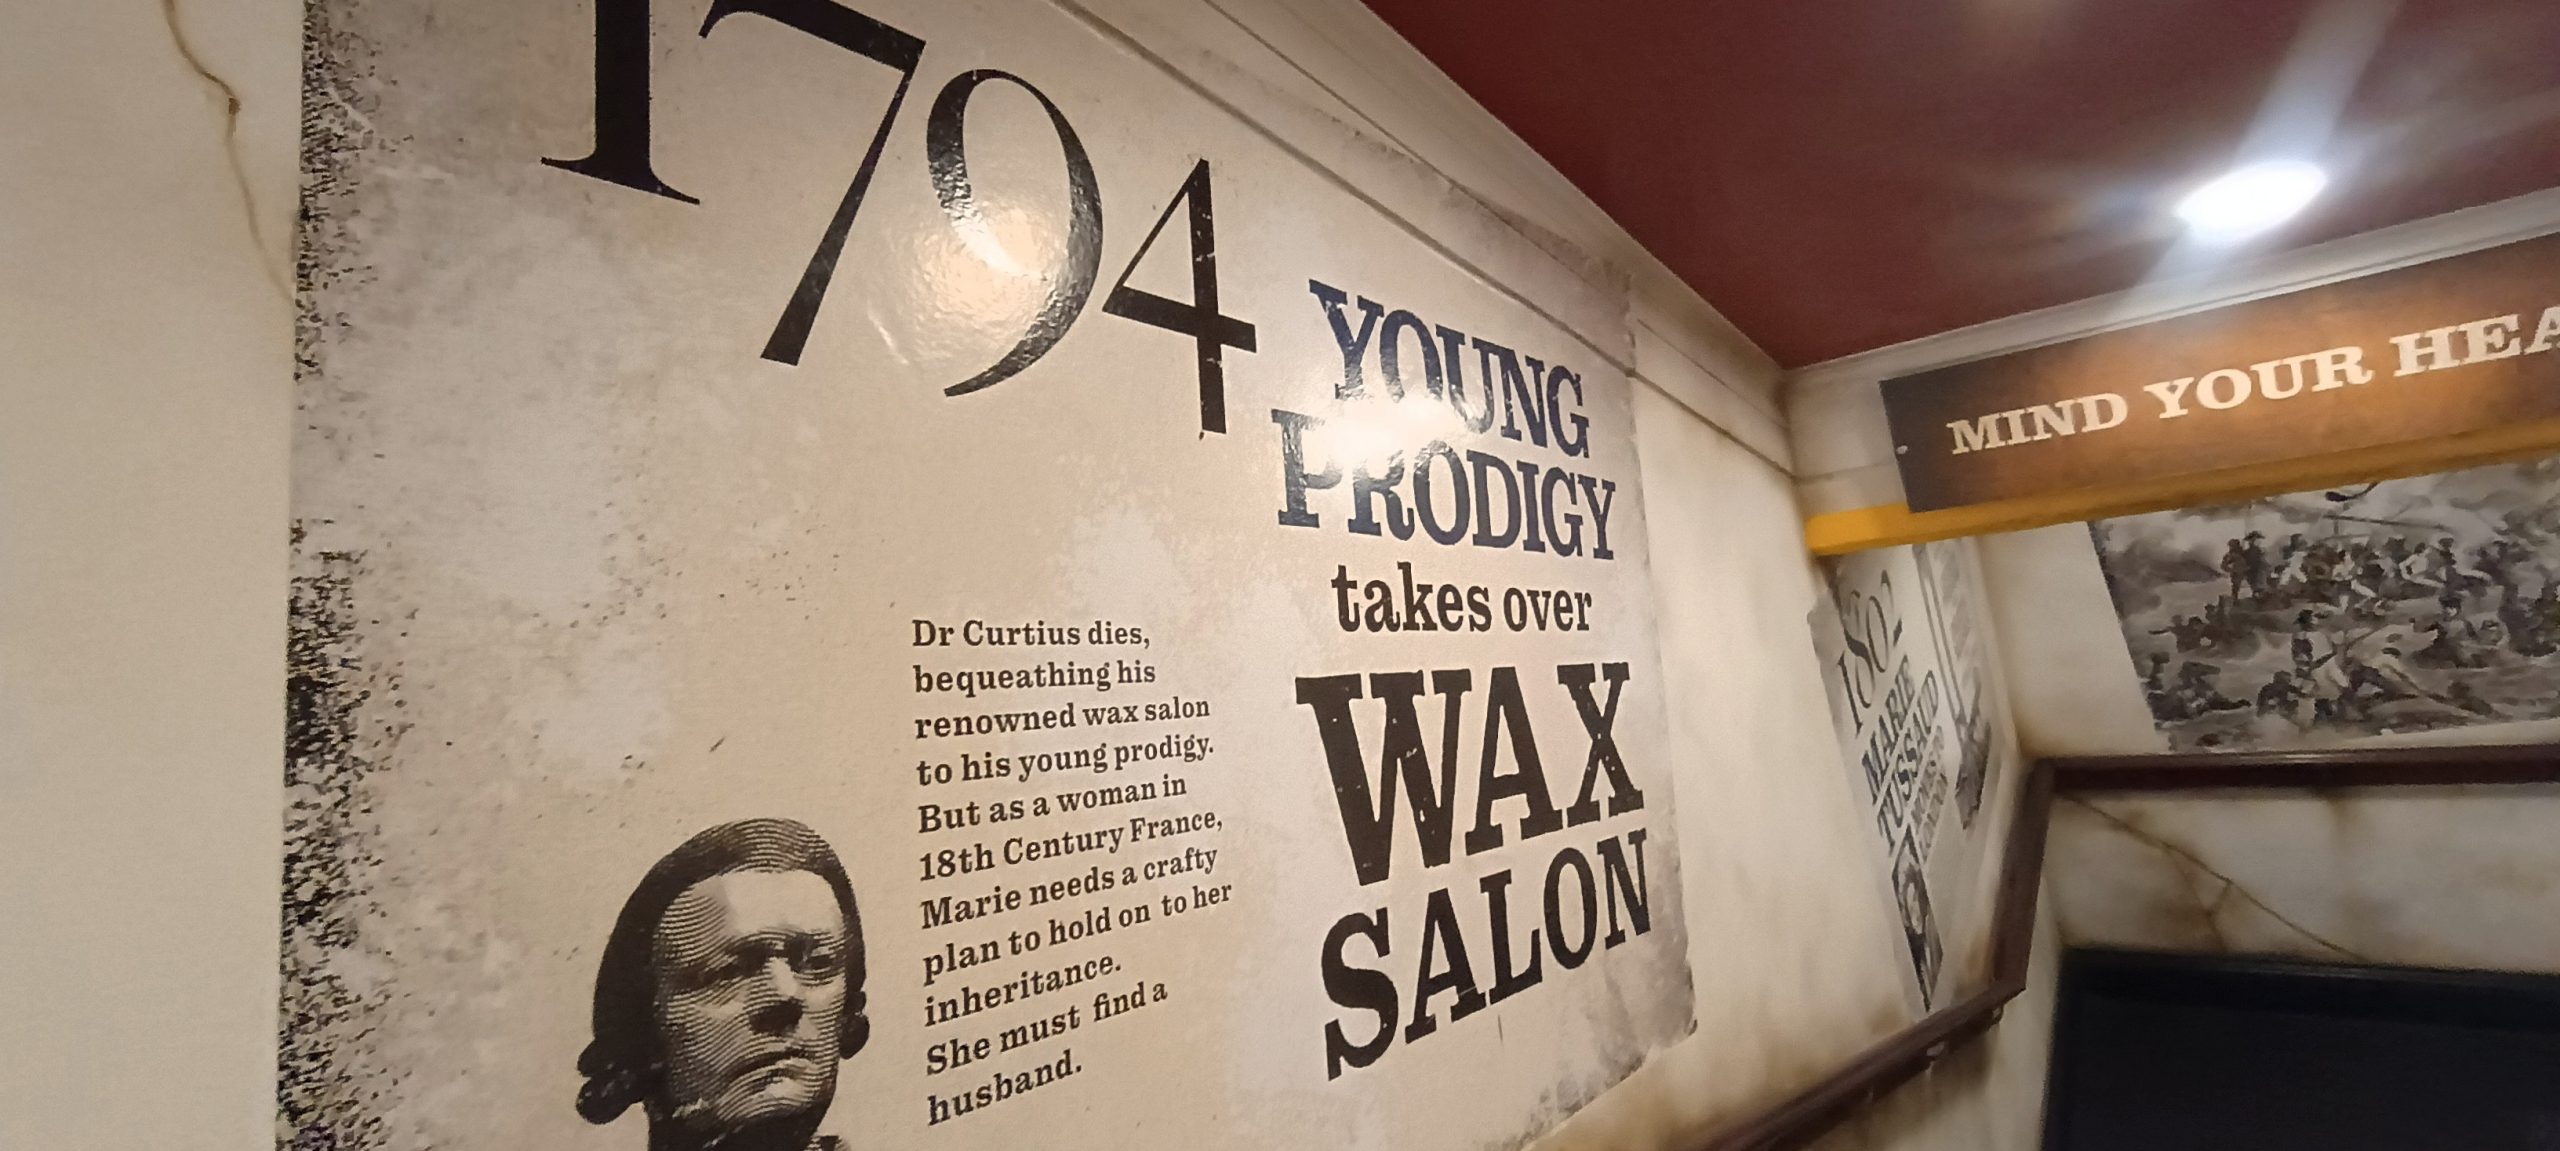 1794
YOUNG
PRODIGY
takes over
WAX
SALON
Dr Curtius dies,
bequeathing his
renowned wax salon
to his young prodigy.
But as a woman in
18th Century France,
Marie needs a crafty
plan to hold on to her
inheritance.
She must find a
husband.
MIND YOUR HEA
1802
MARIE
TUSSAUD
LONDON